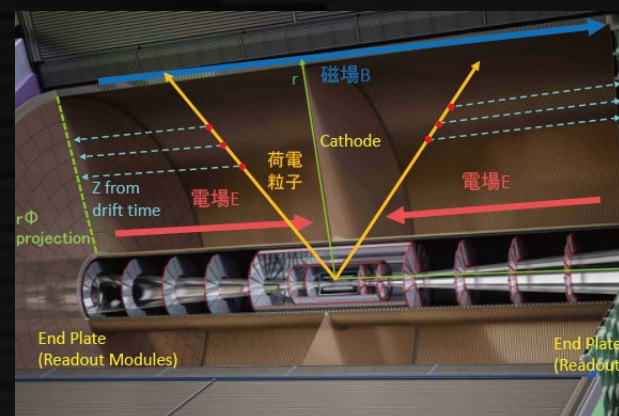 r
磁場B
Cathode
荷電
粒子
Z from
drift time
電場E
電場E
rΦ
projection
End Plate
(Readout Modules)
End Plate
(Readout